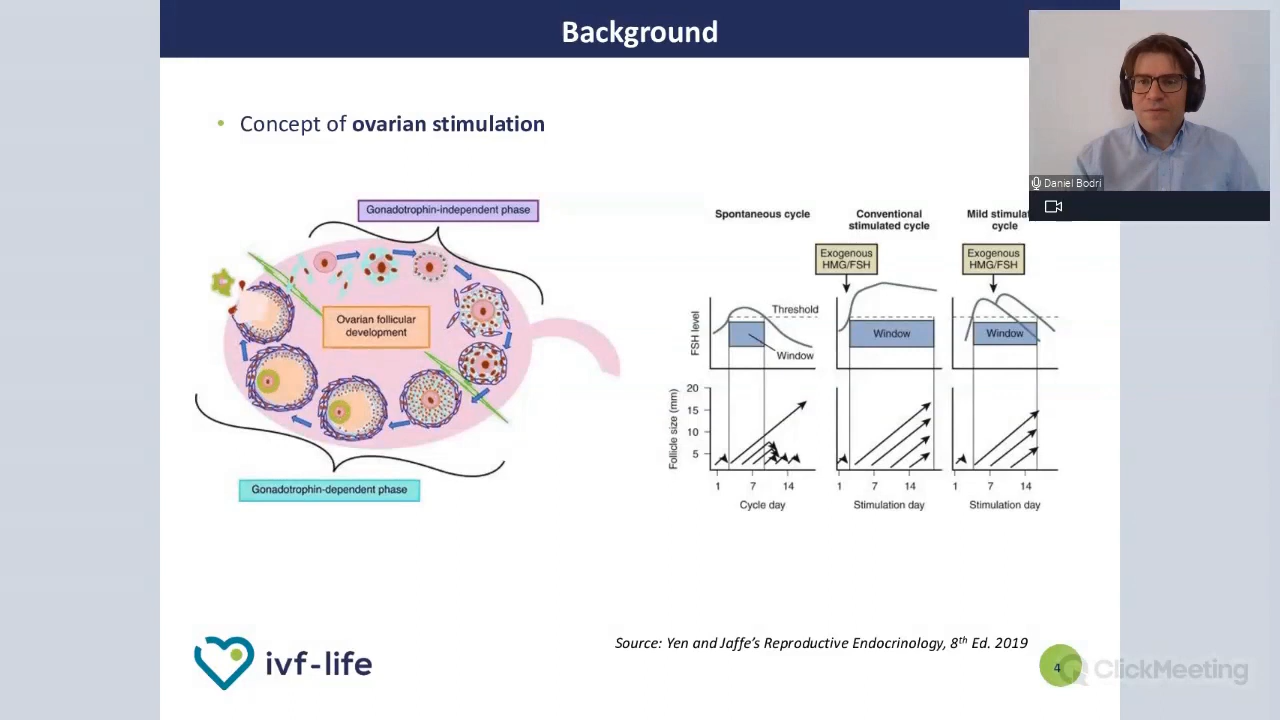 Background
Daniel Bodri
• Concept of ovarian stimulation
Gonadotrophin-independent phase
Ovarian follicular
development
Gonadotrophin-dependent phase
Spontaneous cycle
Conventional
stimulated cycle
Mild
cycle
Exogenous
HMG/FSH
Exogenous
HMG/FSH
FSH level
Threshold
Window
Window
Window
Follicle size (mm)
20
15
10
5
1 7 14
1 7 14
1 7 14
Cycle day
Stimulation day
Stimulation day
Source: Yen and Jaffe's Reproductive Endocrinology, 8th Ed. 2019
ivf-life
4
ClickMeeting